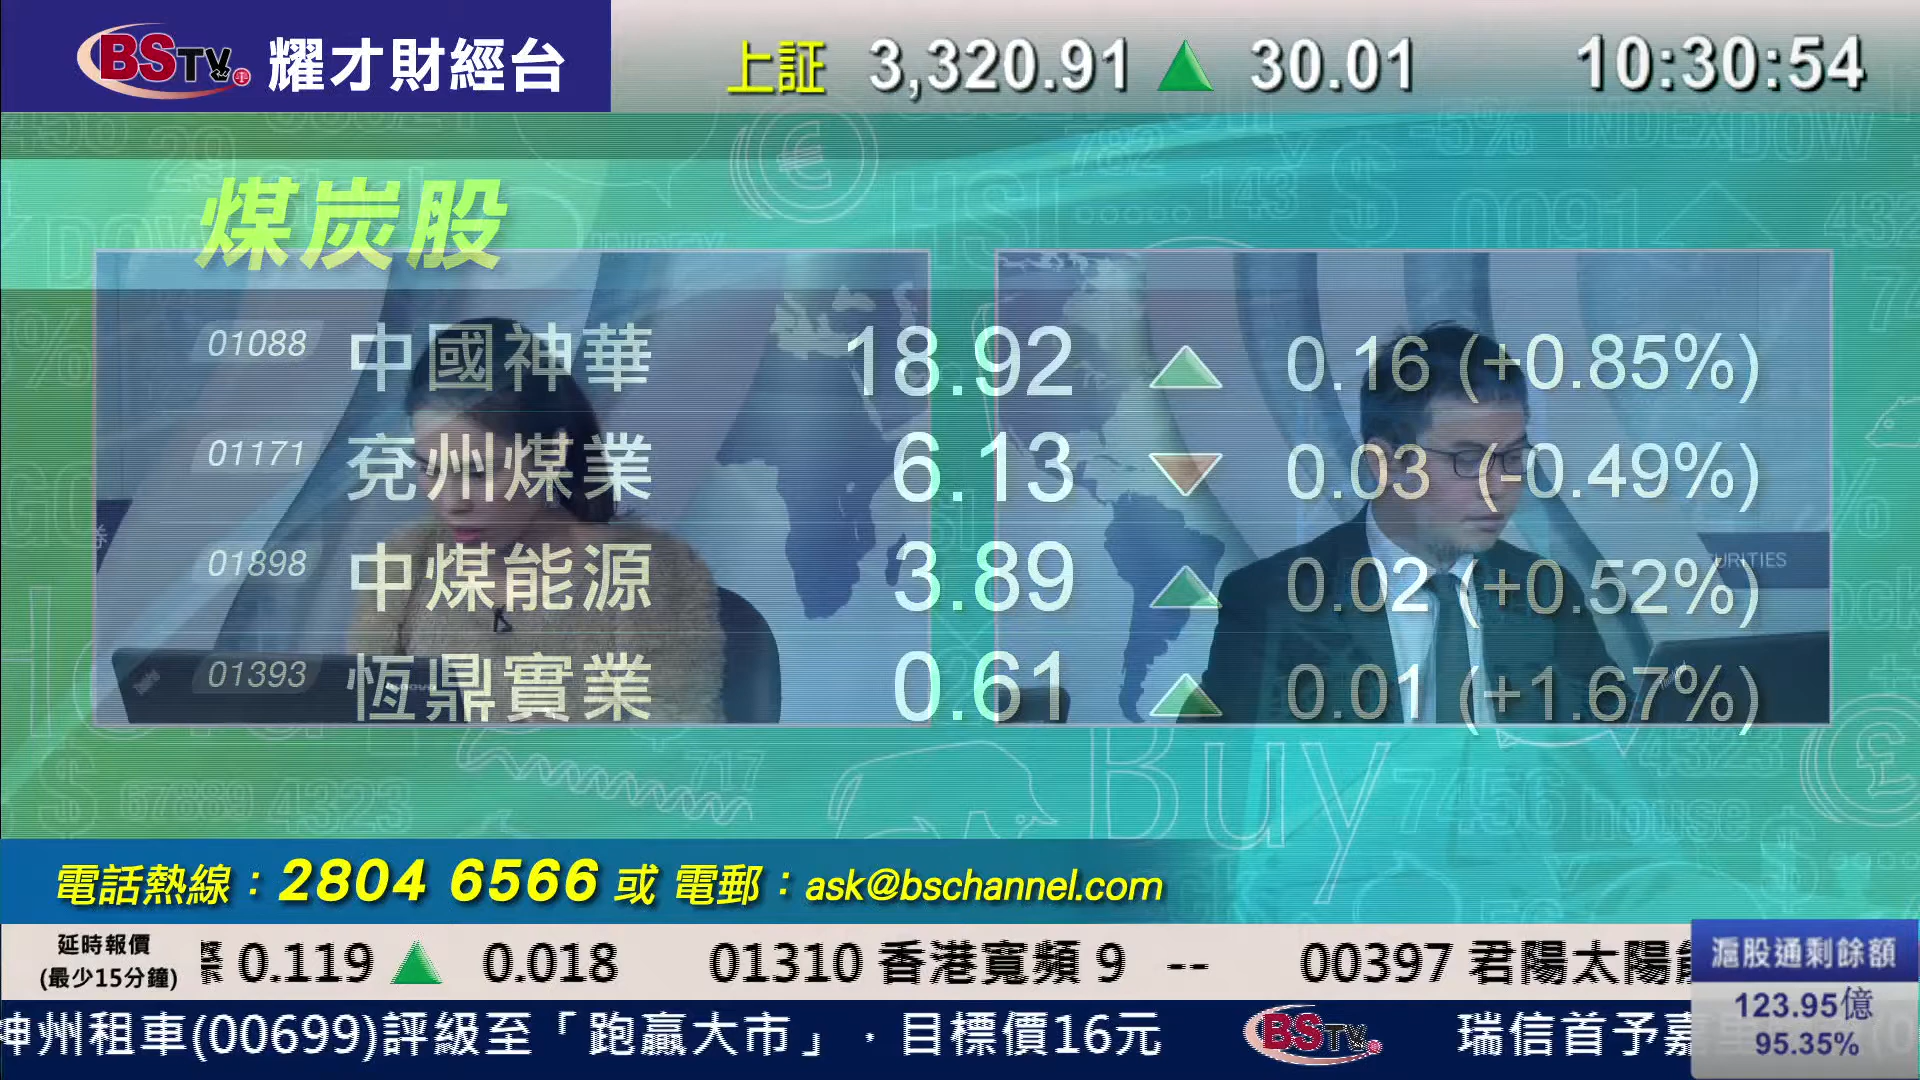 BSTV 耀才財經台
上証 3,320.91 ▲ 30.01 10:30:54
煤炭股
01088 中國神華 18.92 ▲ 0.16 (+0.85%)
01171 兗州煤業 6.13 ▼ 0.03 (-0.49%)
01898 中煤能源 3.89 ▲ 0.02 (+0.52%)
01393 恆鼎實業 0.61 ▲ 0.01 (+1.67%)
URITIES
Buy
電話熱線：2804 6566 或 電郵：ask@bschannel.com
延時報價
(最少15分鐘)
0.119 ▲ 0.018 01310 香港寬頻 9 -- 00397 君陽太陽能
滬股通剩餘額
123.95億
95.35%
神州租車(00699)評級至「跑贏大市」﹐目標價16元 BSTV 瑞信首予嘉